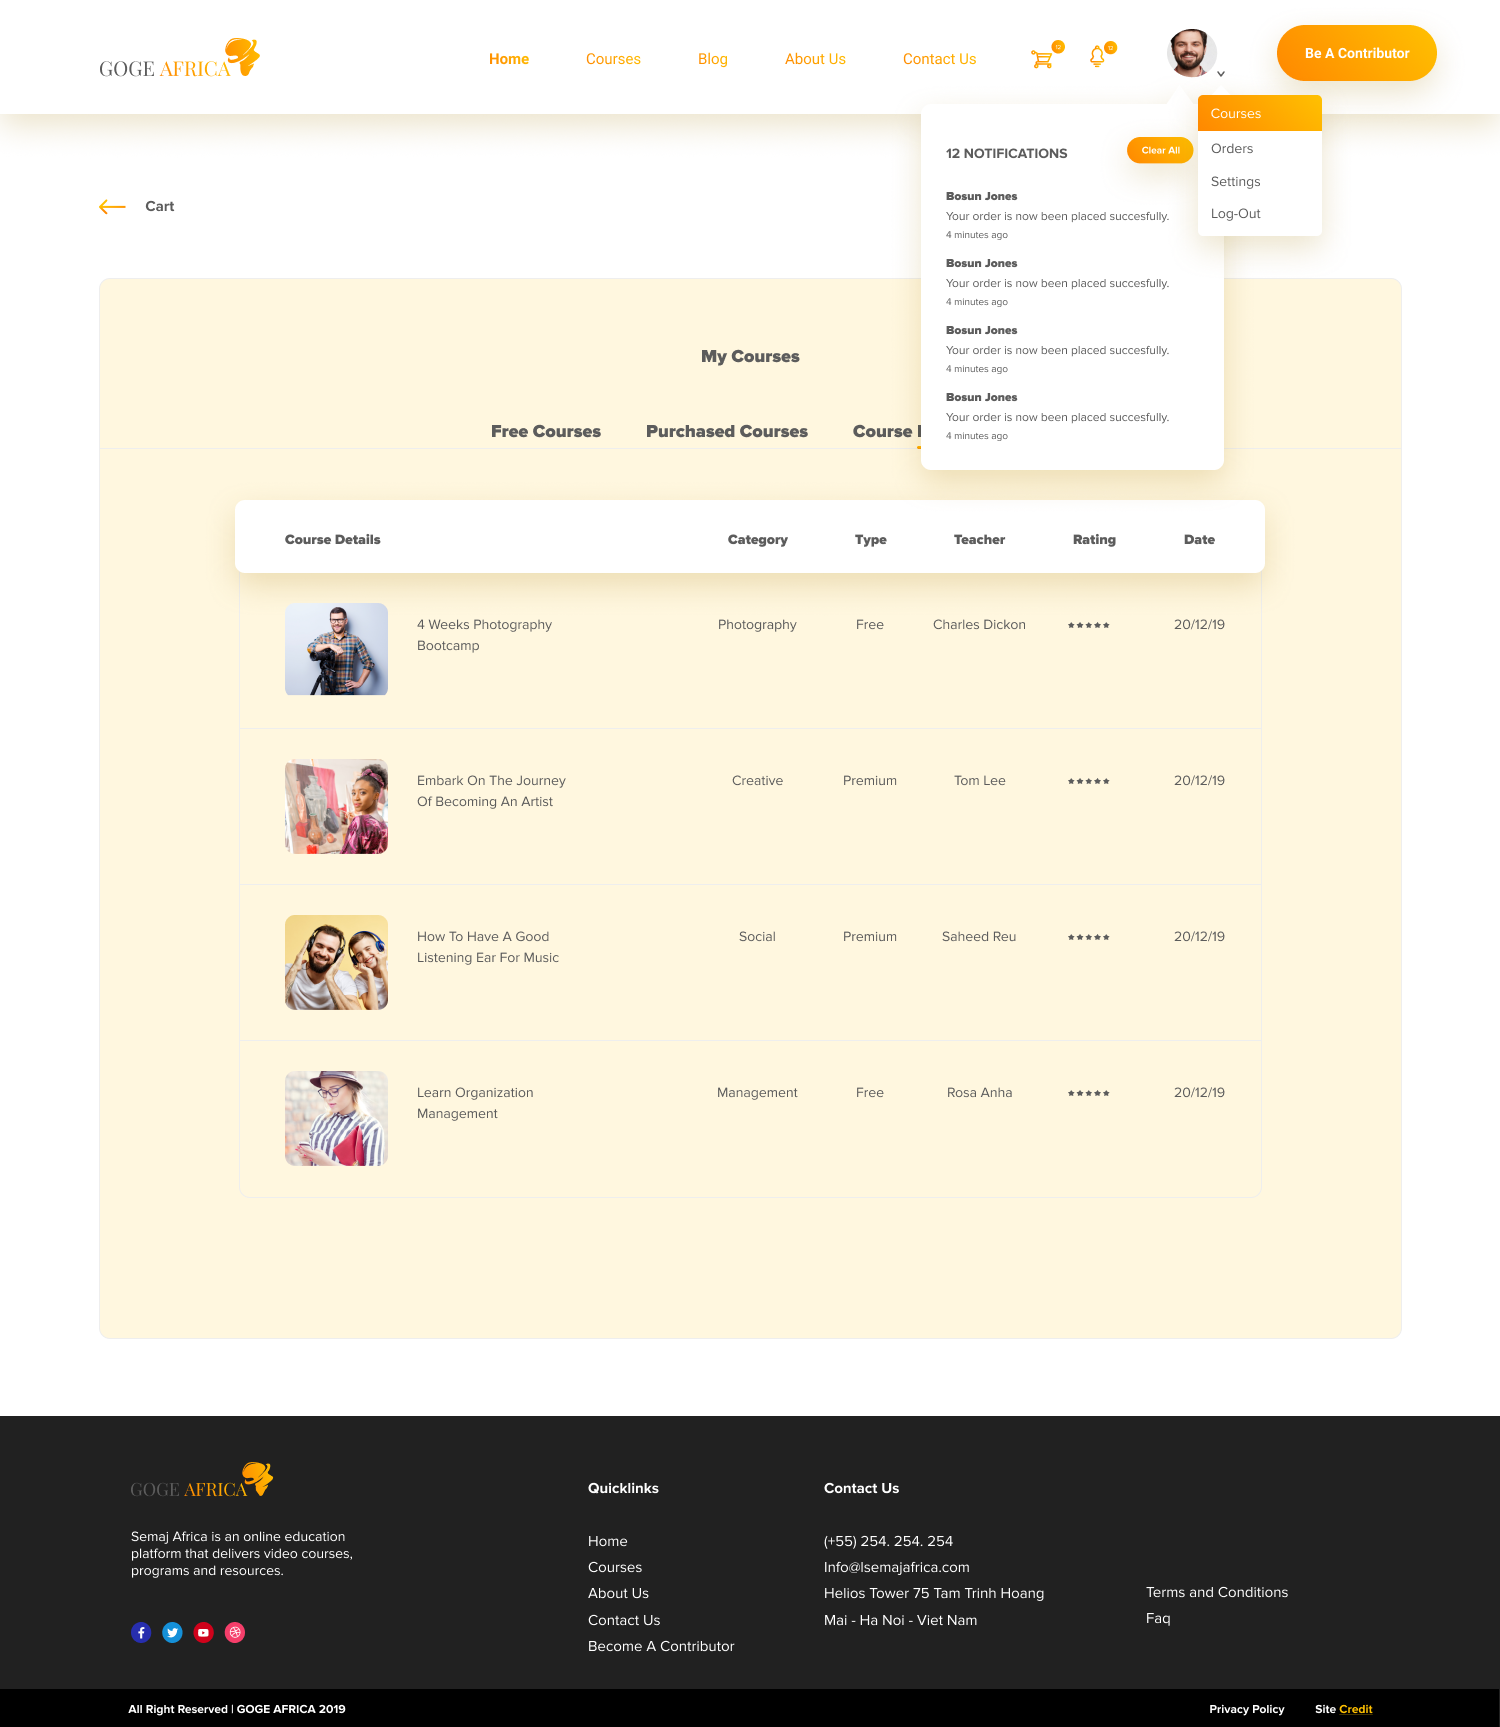 GOGE AFRICA
Home
Courses
Blog
About Us
Contact Us
12
Be A Contributor
Courses
Orders
Settings
Log-Out
12 NOTIFICATIONS
Clear All
Bosun Jones
Your order is now been placed succesfully.
4 minutes ago
Bosun Jones
Your order is now been placed succesfully.
4 minutes ago
Bosun Jones
Your order is now been placed succesfully.
4 minutes ago
Bosun Jones
Your order is now been placed succesfully.
4 minutes ago
Cart
My Courses
Free Courses
Purchased Courses
Course
Course Details
Category
Type
Teacher
Rating
Date
4 Weeks Photography
Bootcamp
Photography
Free
Charles Dickon
★★★★★
20/12/19
Embark On The Journey
Of Becoming An Artist
Creative
Premium
Tom Lee
★★★★★
20/12/19
How To Have A Good
Listening Ear For Music
Social
Premium
Saheed Reu
★★★★★
20/12/19
Learn Organization
Management
Management
Free
Rosa Anha
★★★★★
20/12/19
GOGE AFRICA
Semaj Africa is an online education
platform that delivers video courses,
programs and resources.
Quicklinks
Home
Courses
About Us
Contact Us
Become A Contributor
Contact Us
(+55) 254. 254. 254
Info@lsemajafrica.com
Helios Tower 75 Tam Trinh Hoang
Mai - Ha Noi - Viet Nam
Terms and Conditions
Faq
All Right Reserved | GOGE AFRICA 2019
Privacy Policy
Site Credit